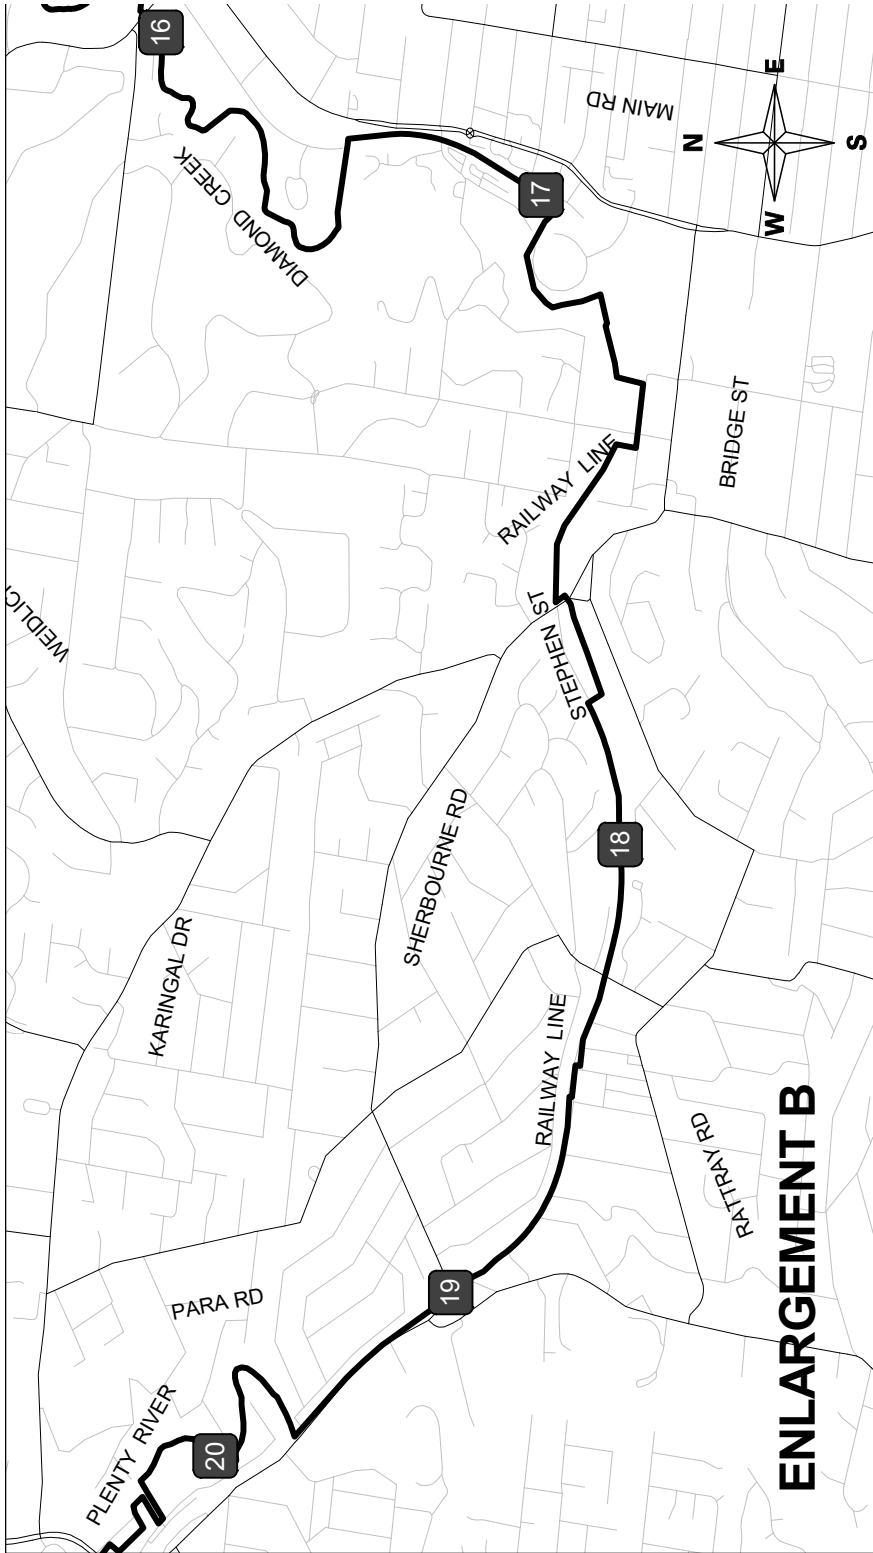 16
MAIN RD
N
E
S
W
DIAMOND CREEK
17
BRIDGE ST
RAILWAY LINE
STEPHEN ST
SHERBOURNE RD
18
KARINGAL DR
RAILWAY LINE
RATTRAY RD
19
PARA RD
PLENTY RIVER
20
ENLARGEMENT B